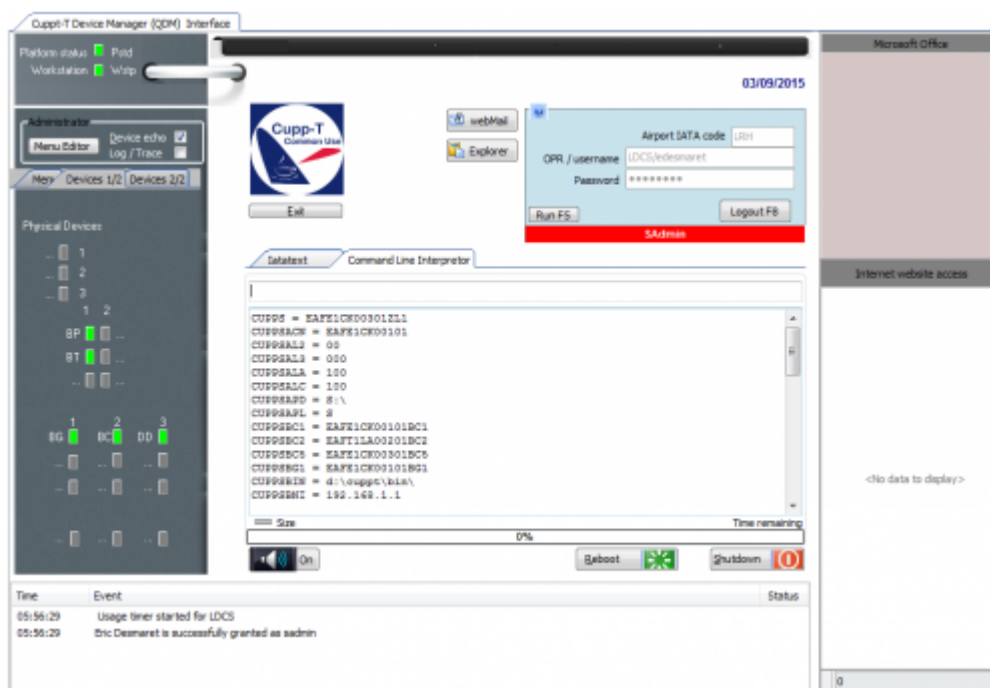 Cuppt-T Device Manager (QDM) Interface
Platform status Pstd
Workstation Wstp
Microsoft Office
03/09/2015
Administrator
Menu Editor
Device echo
Log / Trace
Menu Devices 1/2 Devices 2/2
Cupp-T
Common Use
Exit
webMail
Explorer
Airport IATA code LRH
OPR / username LDCS/edesmaret
Password ********
Run F5 Logout F8
SAdmin
Physical Devices
... 1
... 2
... 3
1 2
BP ...
BT ...
... ...
1 2 3
BG BC DD
... ... ...
... ... ...
... ... ...
Iatatext Command Line Interpretor
CUPPS = EAFE1CK00301ZL1
CUPPSACN = EAFE1CK00101
CUPPSAL2 = 00
CUPPSAL3 = 000
CUPPSALA = 100
CUPPSALC = 100
CUPPSAPD = S:\
CUPPSAPL = S
CUPPSBC1 = EAFE1CK00101BC1
CUPPSBC2 = EAFT1LA00201BC2
CUPPSBC5 = EAFE1CK00301BC5
CUPPSBG1 = EAFE1CK00101BG1
CUPPSBIN = d:\cuppt\bin\
CUPPSBNI = 192.168.1.1
Size Time remaining
0%
On Reboot Shutdown
Internet website access
<No data to display>
Time Event Status
05:56:29 Usage timer started for LDCS
05:56:29 Eric Desmaret is successfully granted as sadmin
0